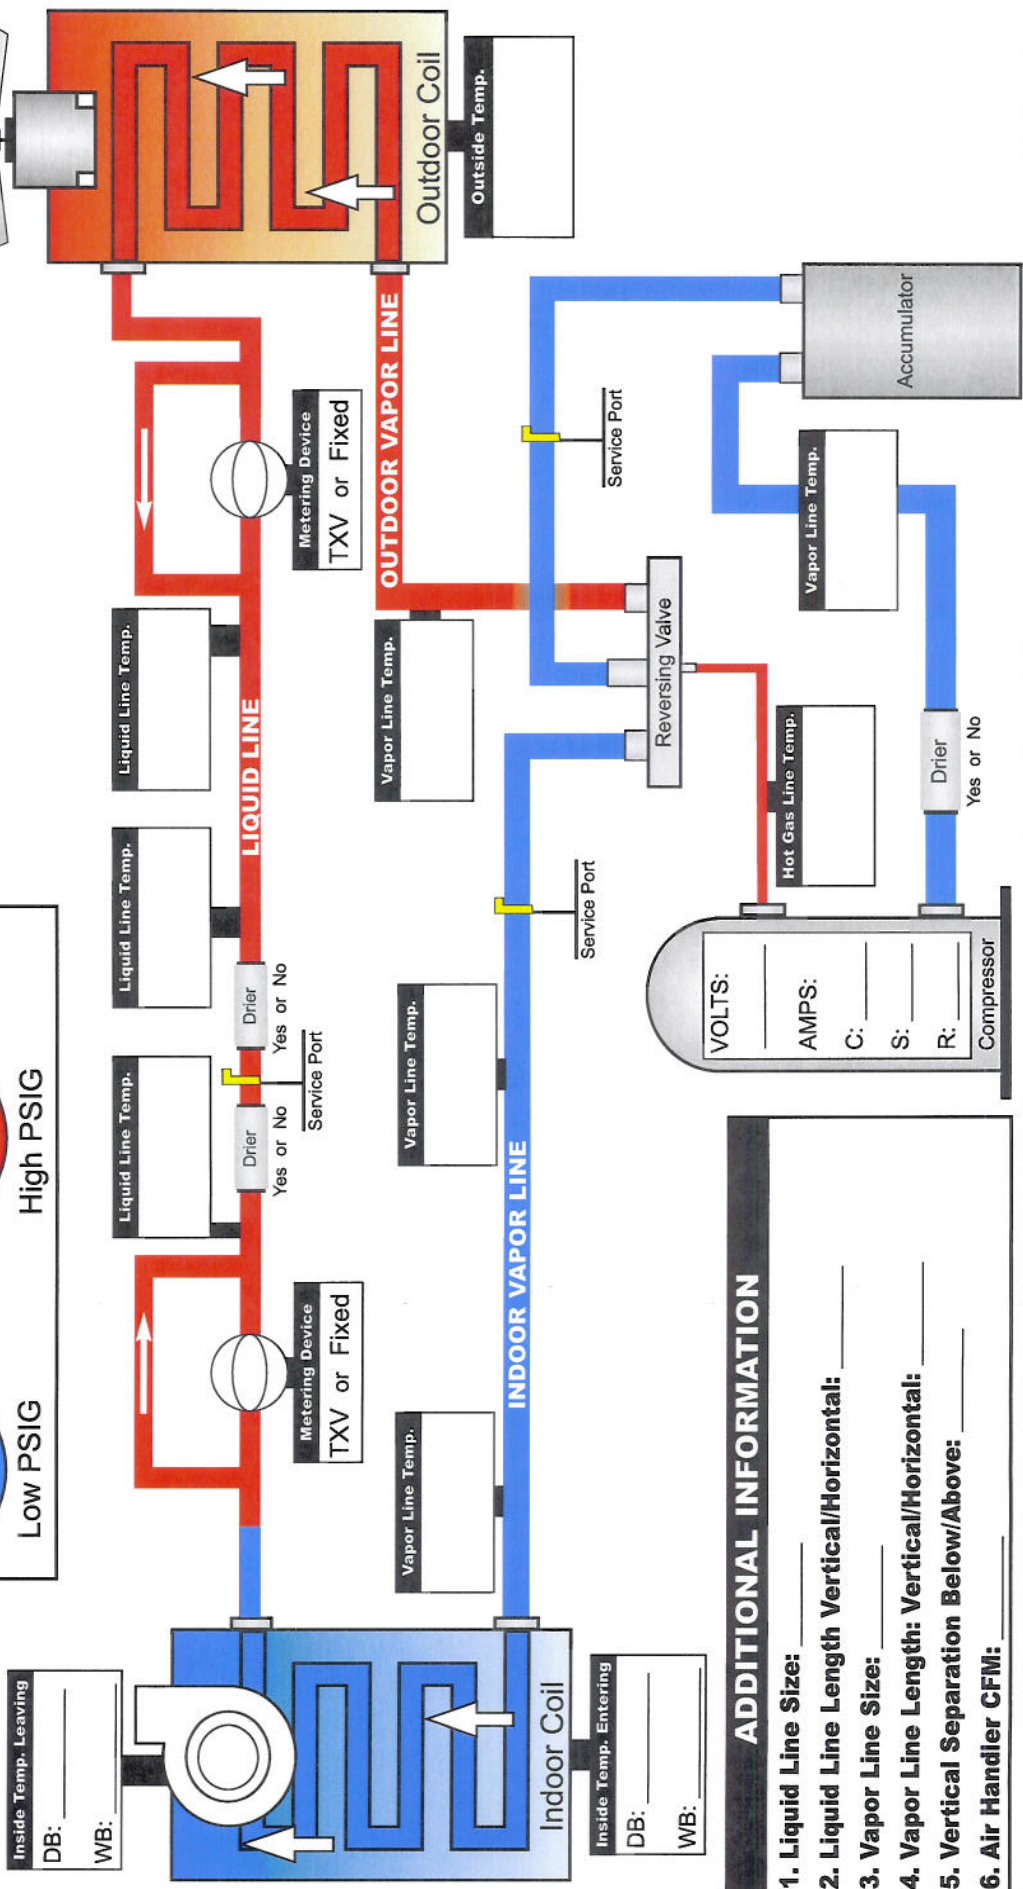 Low PSIG
High PSIG
Inside Temp. Leaving
DB:
WB:
Indoor Coil
Inside Temp. Entering
DB:
WB:
Metering Device
TXV or Fixed
Liquid Line Temp.
Drier
Yes or No
Service Port
Drier
Yes or No
Liquid Line Temp.
LIQUID LINE
Liquid Line Temp.
Metering Device
TXV or Fixed
Outdoor Coil
Outside Temp.
OUTDOOR VAPOR LINE
Vapor Line Temp.
Vapor Line Temp.
INDOOR VAPOR LINE
Vapor Line Temp.
Service Port
Reversing Valve
Service Port
Accumulator
Vapor Line Temp.
Hot Gas Line Temp.
Drier
Yes or No
VOLTS:
AMPS:
C:
S:
R:
Compressor
ADDITIONAL INFORMATION
1. Liquid Line Size:
2. Liquid Line Length Vertical/Horizontal:
3. Vapor Line Size:
4. Vapor Line Length: Vertical/Horizontal:
5. Vertical Separation Below/Above:
6. Air Handler CFM: